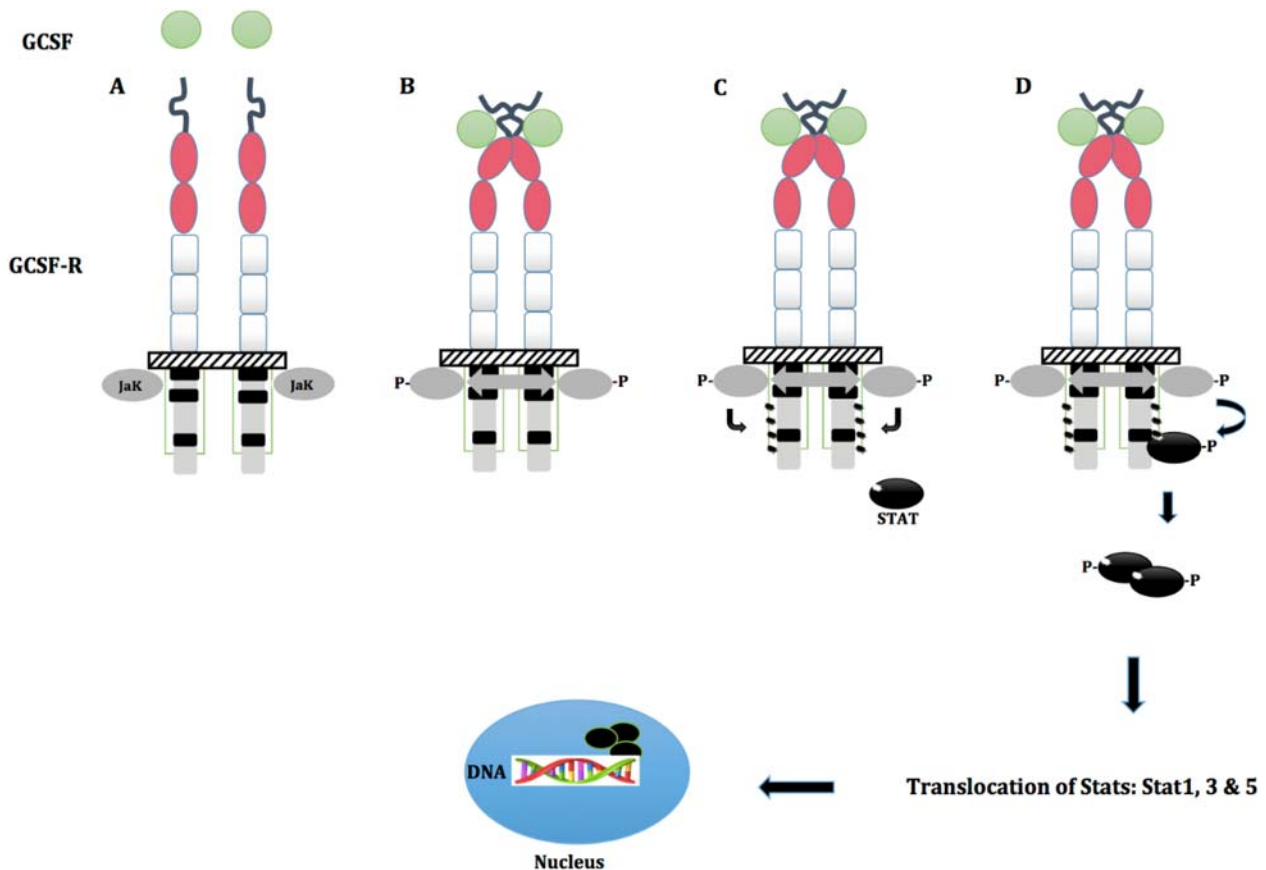 GCSF
A
B
C
D
GCSF-R
JaK
JaK
P-
-P
P-
-P
P-
-P
-P
STAT
P-
-P
DNA
Translocation of Stats: Stat1, 3 & 5
Nucleus